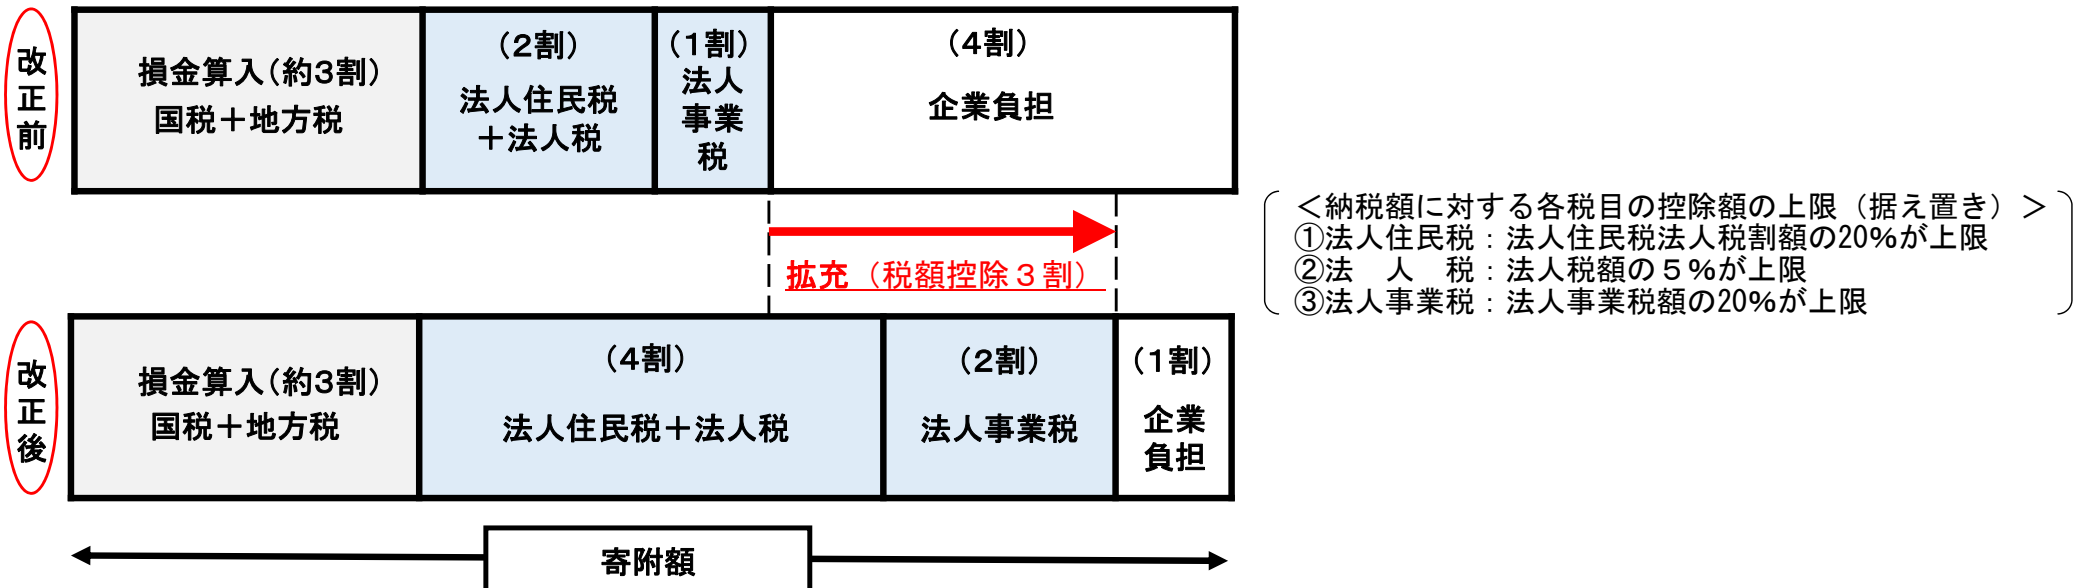 改正前
損金算入（約3割）
国税＋地方税
（2割）
法人住民税
＋法人税
（1割）
法人
事業
税
（4割）
企業負担
拡充（税額控除３割）
＜納税額に対する各税目の控除額の上限（据え置き）＞
①法人住民税：法人住民税法人税割額の20%が上限
②法　人　税：法人税額の５%が上限
③法人事業税：法人事業税額の20%が上限
改正後
損金算入（約3割）
国税＋地方税
（4割）
法人住民税＋法人税
（2割）
法人事業税
（1割）
企業
負担
寄附額